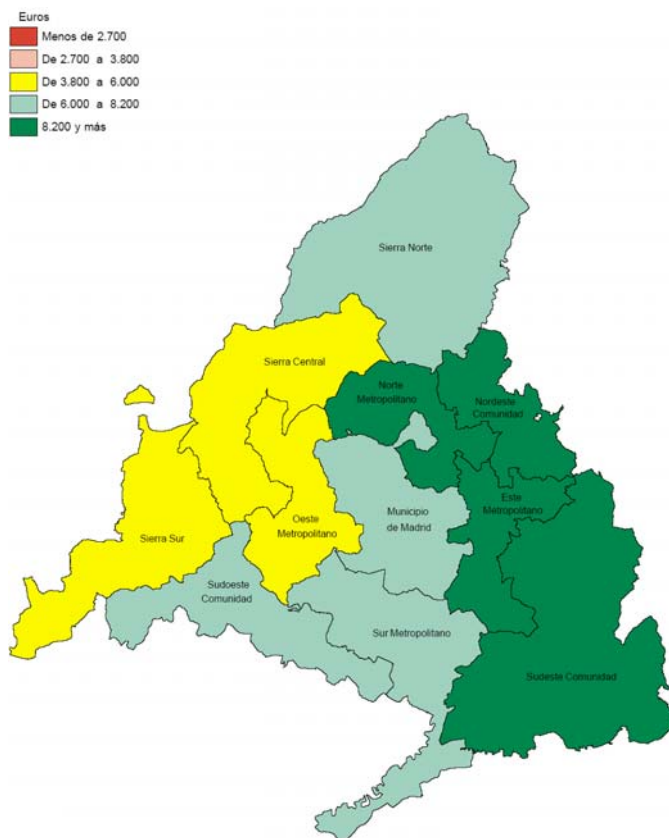 Euros
Menos de 2.700
De 2.700 a 3.800
De 3.800 a 6.000
De 6.000 a 8.200
8.200 y más
Sierra Norte
Sierra Central
Norte
Metropolitano
Nordeste
Comunidad
Este
Metropolitano
Municipio
de Madrid
Oeste
Metropolitano
Sierra Sur
Sudoeste
Comunidad
Sur Metropolitano
Sudeste Comunidad